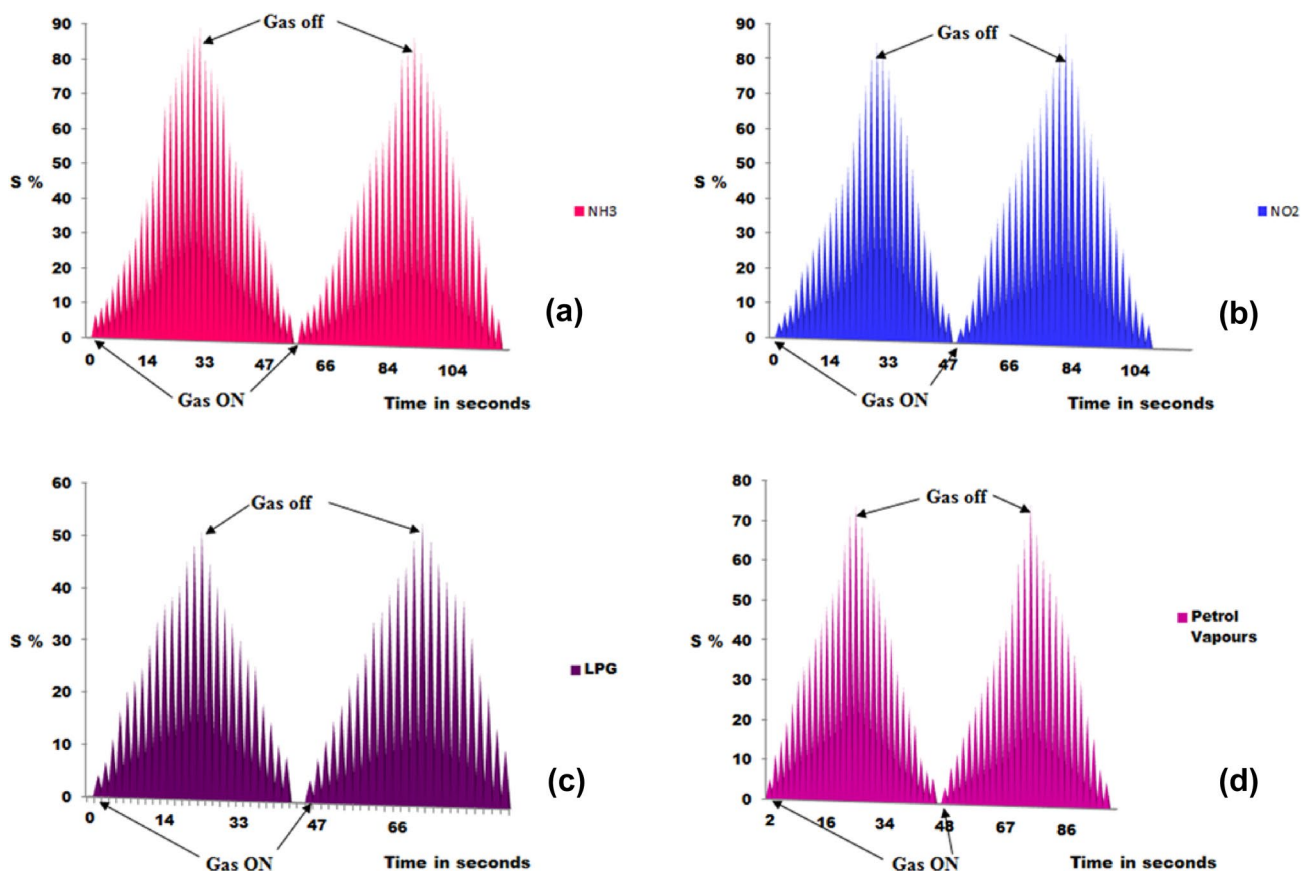 90
Gas off
80
70
60
50
S %
40
NH3
30
20
10
(a)
0
0 14 33 47 66 84 104
Gas ON
Time in seconds
90
Gas off
80
70
60
50
S %
40
NO2
30
20
10
(b)
0
0 14 33 47 66 84 104
Gas ON
Time in seconds
60
Gas off
50
40
30
S %
LPG
20
10
(c)
0
0 14 33 47 66
Gas ON
Time in seconds
80
Gas off
70
60
50
40
S %
Petrol
Vapours
30
20
10
(d)
0
2 16 34 48 67 86
Gas ON
Time in seconds